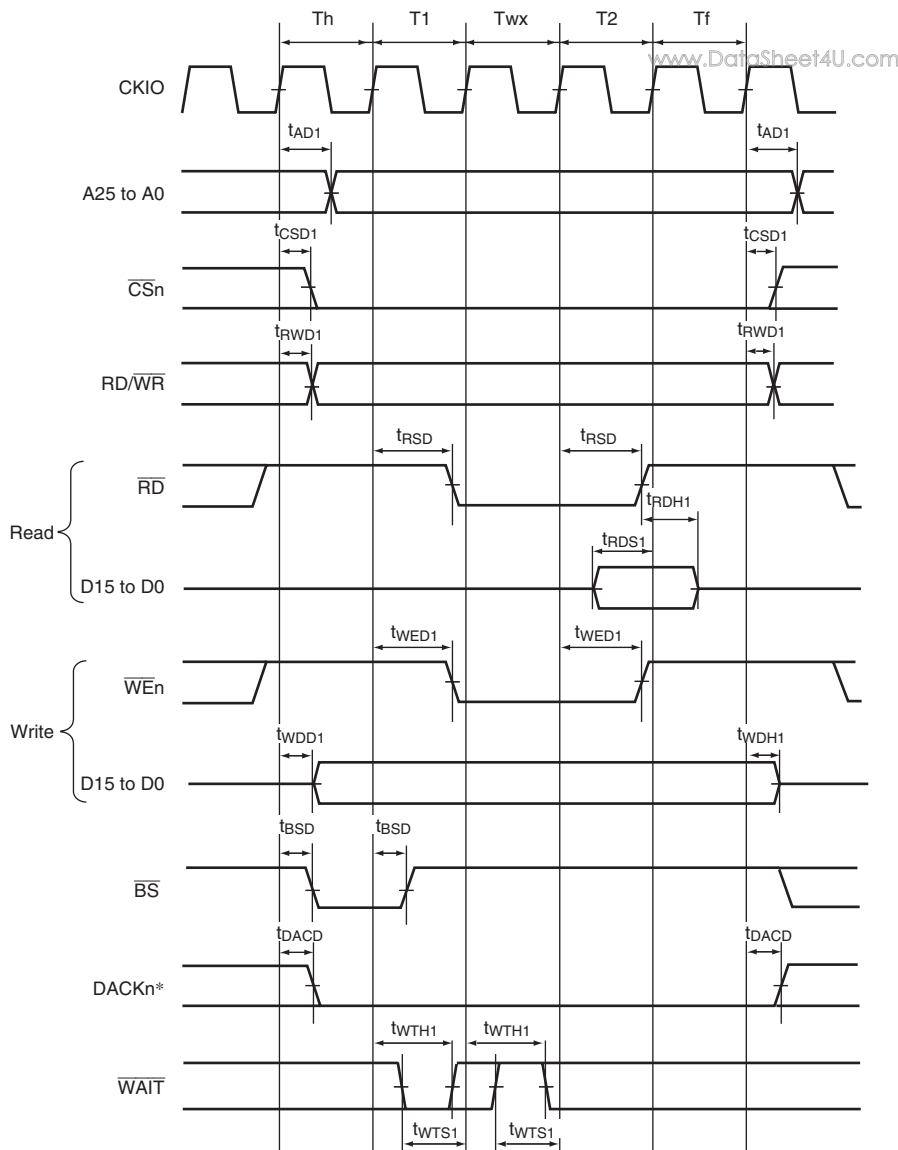 Th T1 Twx T2 Tf
www.DataSheet4U.com
CKIO
tAD1 tAD1
A25 to A0
tCSD1 tCSD1
CSn
tRWD1 tRWD1
RD/WR
tRSD tRSD
RD
tRDH1
Read
tRDS1
D15 to D0
tWED1 tWED1
WEn
Write
tWDD1 tWDH1
D15 to D0
tBSD tBSD
BS
tDACD tDACD
DACKn*
tWTH1 tWTH1
WAIT
tWTS1 tWTS1